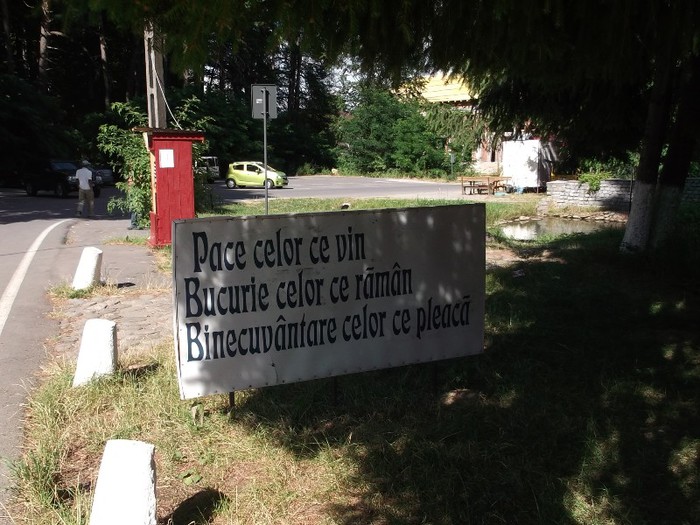 Pace celor ce vin
Bucurie celor ce rămân
Binecuvântare celor ce pleacă